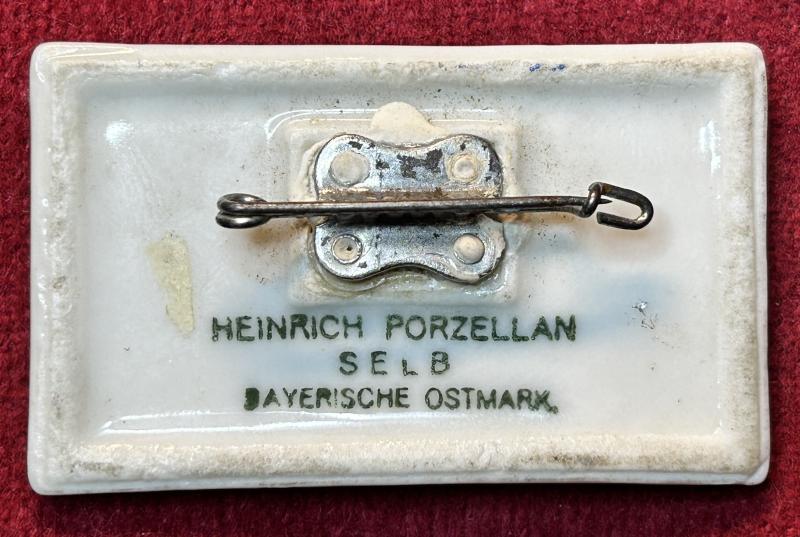 HEINRICH PORZELLAN
SELB
BAYERISCHE OSTMARK.